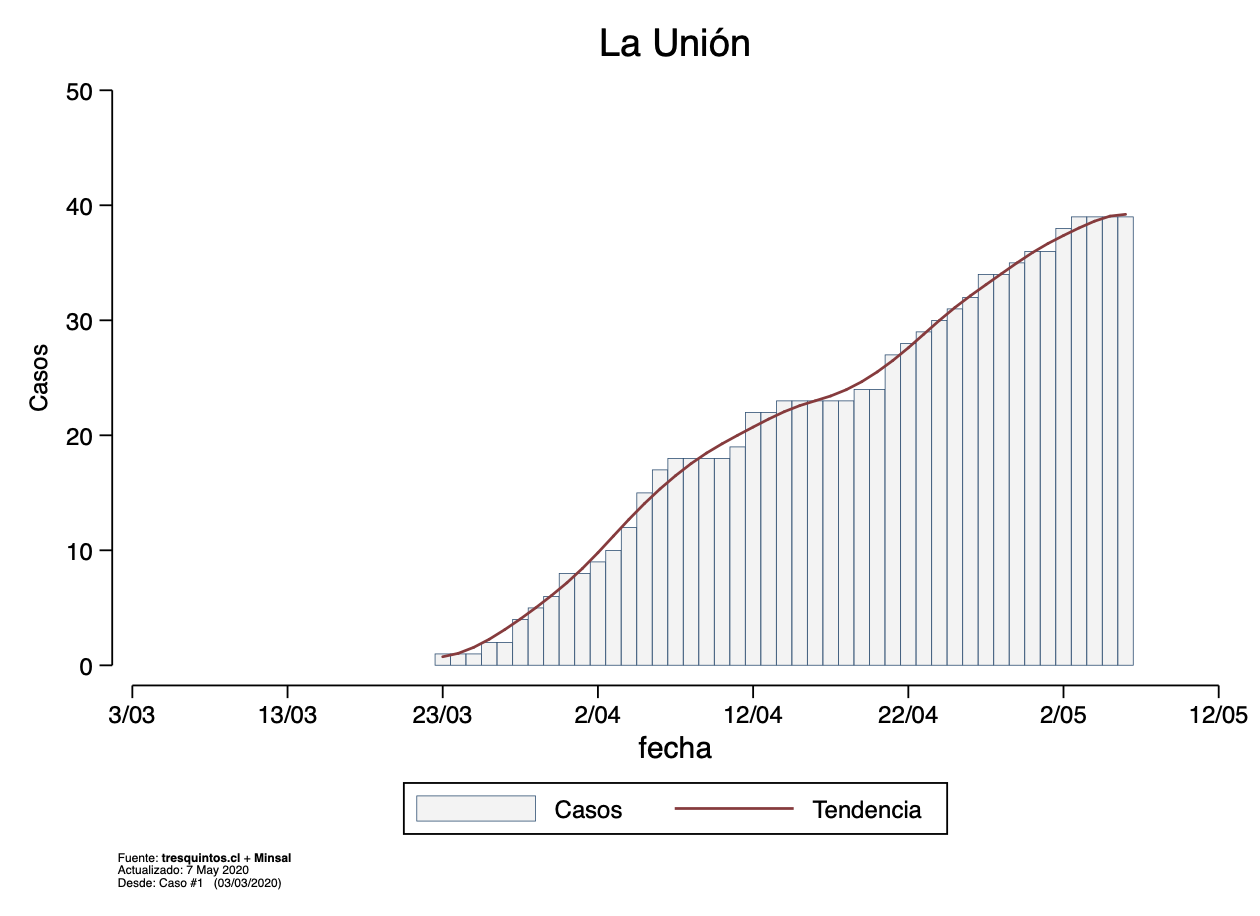 La Unión
50
40
30
20
10
0
Casos
3/03 13/03 23/03 2/04 12/04 22/04 2/05 12/05
fecha
Casos Tendencia
Fuente: tresquintos.cl + Minsal
Actualizado: 7 May 2020
Desde: Caso #1 (03/03/2020)